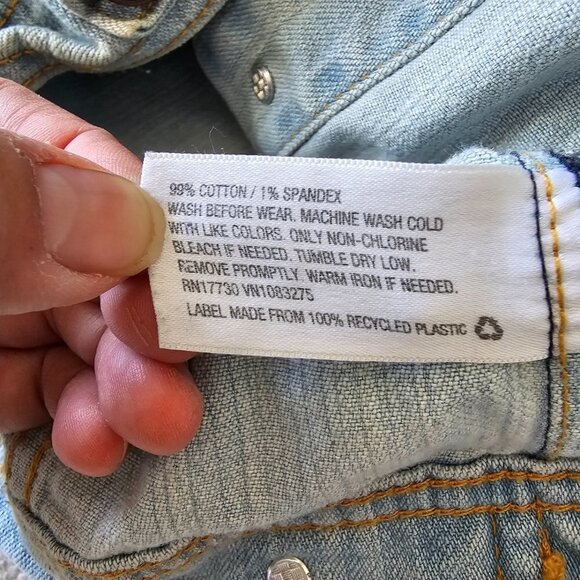 99% COTTON / 1% SPANDEX
WASH BEFORE WEAR. MACHINE WASH COLD
WITH LIKE COLORS. ONLY NON-CHLORINE
BLEACH IF NEEDED. TUMBLE DRY LOW.
REMOVE PROMPTLY. WARM IRON IF NEEDED.
RN17730 VN1083275
LABEL MADE FROM 100% RECYCLED PLASTIC